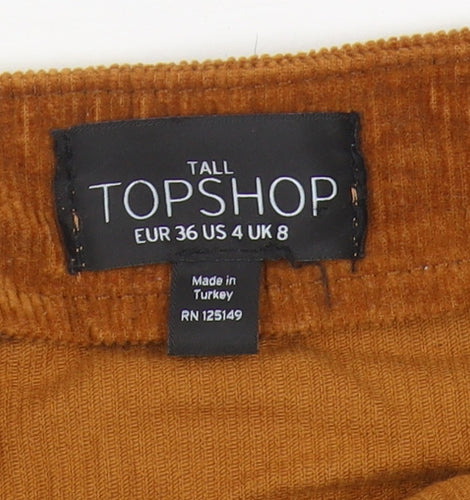 TALL
TOPSHOP
EUR 36 US 4 UK 8
Made in
Turkey
RN 125149